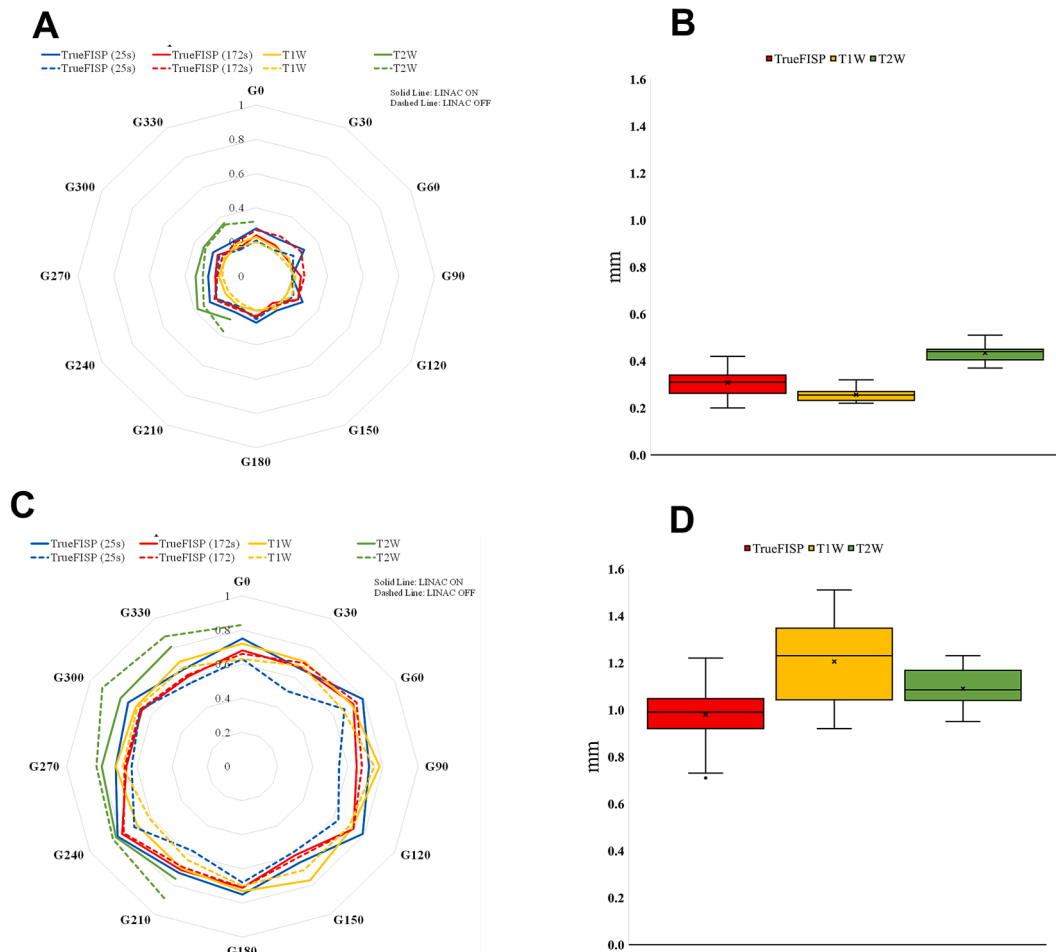 A
TrueFISP (25s) TrueFISP (172s) T1W T2W
TrueFISP (25s) TrueFISP (172s) T1W T2W
Solid Line: LINAC ON
Dashed Line: LINAC OFF
G0
G30
G60
G90
G120
G150
G180
G210
G240
G270
G300
G330
1
0.8
0.6
0.4
0.2
0
B
TrueFISP T1W T2W
1.6
1.4
1.2
1.0
0.8
0.6
0.4
0.2
0.0
mm
C
TrueFISP (25s) TrueFISP (172s) T1W T2W
TrueFISP (25s) TrueFISP (172) T1W T2W
Solid Line: LINAC ON
Dashed Line: LINAC OFF
G0
G30
G60
G90
G120
G150
G180
G210
G240
G270
G300
G330
1
0.8
0.6
0.4
0.2
0
D
TrueFISP T1W T2W
1.6
1.4
1.2
1.0
0.8
0.6
0.4
0.2
0.0
mm